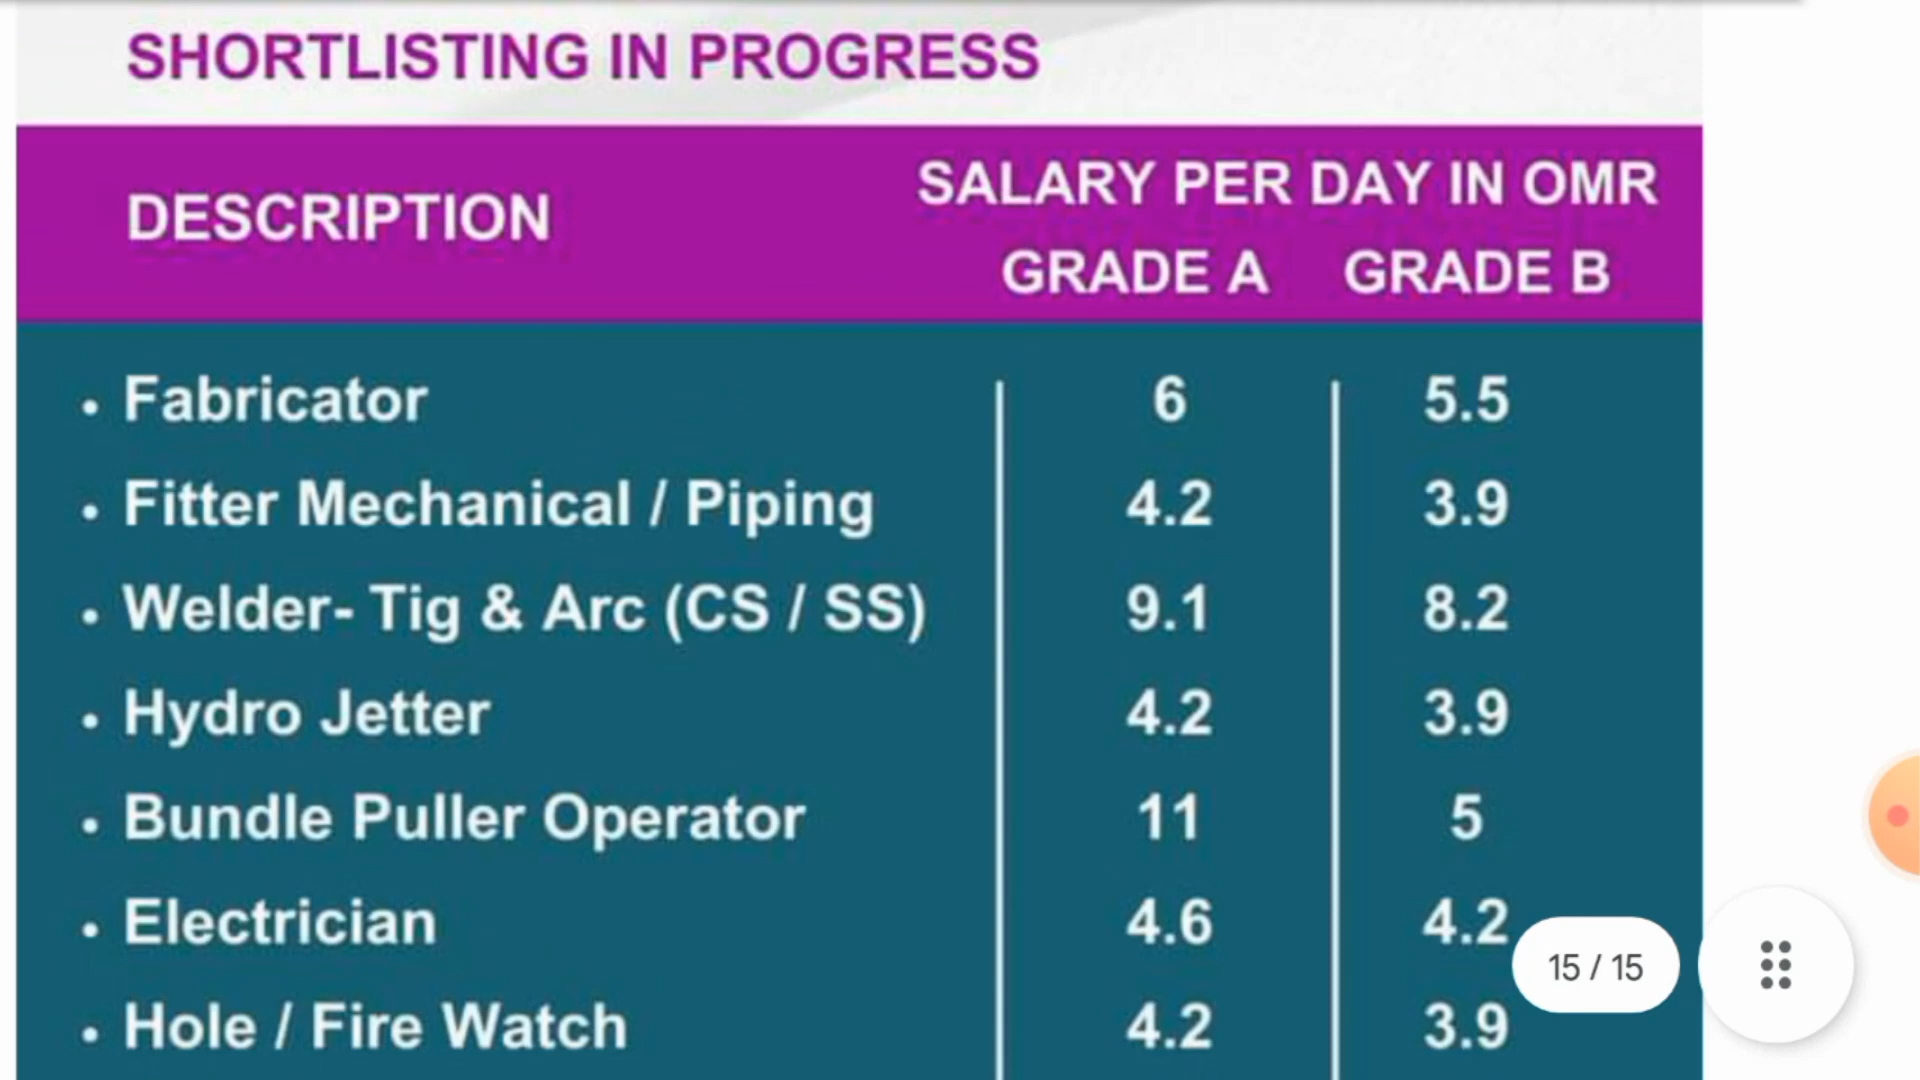 SHORTLISTING IN PROGRESS
DESCRIPTION
SALARY PER DAY IN OMR
GRADE A GRADE B
• Fabricator 6 5.5
• Fitter Mechanical / Piping 4.2 3.9
• Welder- Tig & Arc (CS / SS) 9.1 8.2
• Hydro Jetter 4.2 3.9
• Bundle Puller Operator 11 5
• Electrician 4.6 4.2
• Hole / Fire Watch 4.2 3.9
15 / 15